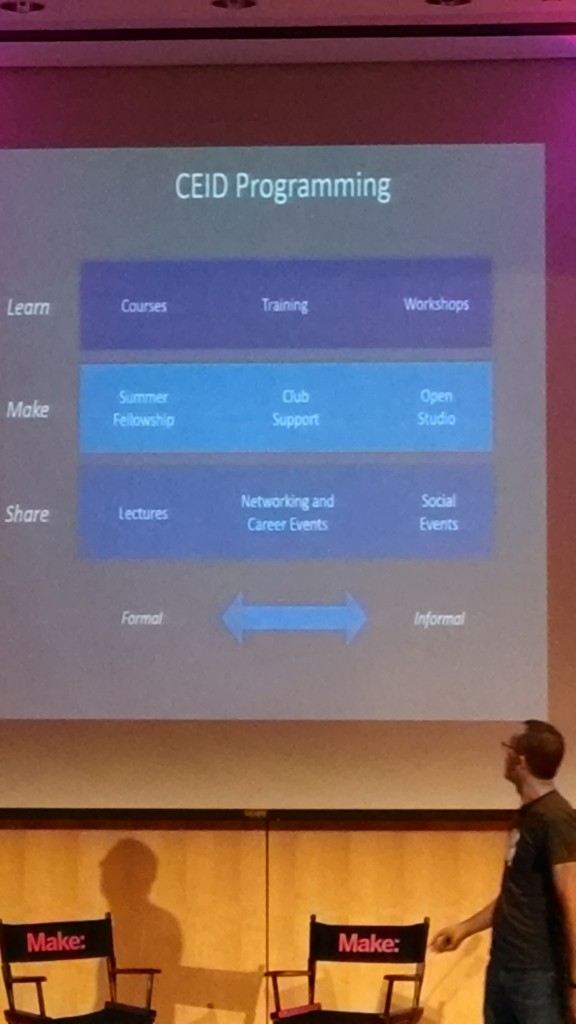 CEID Programming
Learn
Courses
Training
Workshops
Make
Summer
Fellowship
Club
Support
Open
Studio
Share
Lectures
Networking and
Career Events
Social
Events
Formal
Informal
Make:
Make: